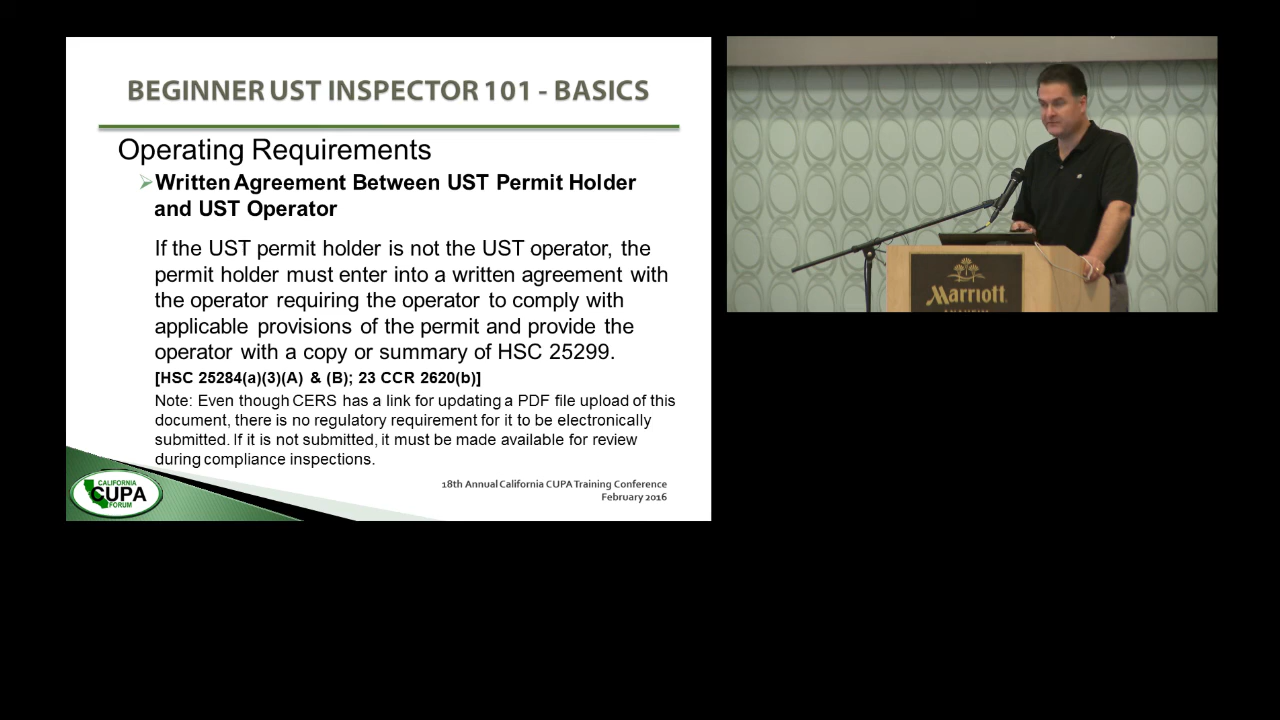 BEGINNER UST INSPECTOR 101 - BASICS
Operating Requirements
Written Agreement Between UST Permit Holder
and UST Operator
If the UST permit holder is not the UST operator, the
permit holder must enter into a written agreement with
the operator requiring the operator to comply with
applicable provisions of the permit and provide the
operator with a copy or summary of HSC 25299.
[HSC 25284(a)(3)(A) & (B); 23 CCR 2620(b)]
Note: Even though CERS has a link for updating a PDF file upload of this
document, there is no regulatory requirement for it to be electronically
submitted. If it is not submitted, it must be made available for review
during compliance inspections.
18th Annual California CUPA Training Conference
February 2016
CALIFORNIA
CUPA
FORUM
Marriott